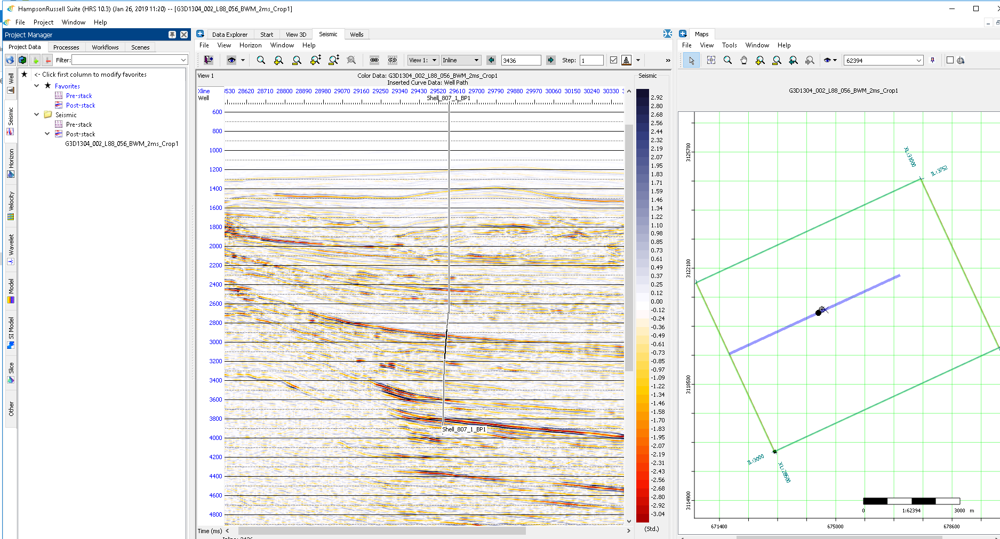 HampsonRussell Suite (HRS 10.3) (Jan 26, 2019 11:20) -- [G3D1304_002_L88_056_BWM_2ms_Crop1]
File Project Window Help
Project Manager
Project Data Processes Workflows Scenes
Filter:
<- Click first column to modify favorites
Favorites
Pre-stack
Post-stack
Seismic
Pre-stack
Post-stack
G3D1304_002_L88_056_BWM_2ms_Crop1
Well
Seismic
Horizon
Velocity
Wavelet
Model
SI Model
Slice
Other
Data Explorer Start View 3D Seismic Wells
File View Horizon Window Help
View 1: Inline 3436 Step: 1 »
View 1
Color Data: G3D1304_002_L88_056_BWM_2ms_Crop1
Inserted Curve Data: Well Path
Xline 28620 28710 28800 28890 28980 29070 29160 29250 29340 29430 29520 29610 29700 29790 29880 29970 30060 30150 30240 30330
Well Shell_807_1_BP1
600
800
1000
1200
1400
1600
1800
2000
2200
2400
2600
2800
3000
3200
3400
3600
3800
Shell_807_1_BP1
4000
4200
4400
4600
4800
Time (ms)
Inline: 3436
Seismic
2.92
2.80
2.68
2.56
2.44
2.32
2.19
2.07
1.95
1.83
1.71
1.59
1.46
1.34
1.22
1.10
0.98
0.85
0.73
0.61
0.49
0.37
0.25
0.12
0.00
-0.12
-0.24
-0.36
-0.49
-0.61
-0.73
-0.85
-0.97
-1.09
-1.22
-1.34
-1.46
-1.58
-1.70
-1.83
-1.95
-2.07
-2.19
-2.31
-2.43
-2.56
-2.68
-2.80
-2.92
-3.04
(Std.)
Maps
File View Tools Window Help
62394
G3D1304_002_L88_056_BWM_2ms_Crop1
3125700
3122100
3118500
3114900
XL:31000
IL:3752
IL:3000
XL:28500
0 1:62394 3000 m
671400 675000 678600